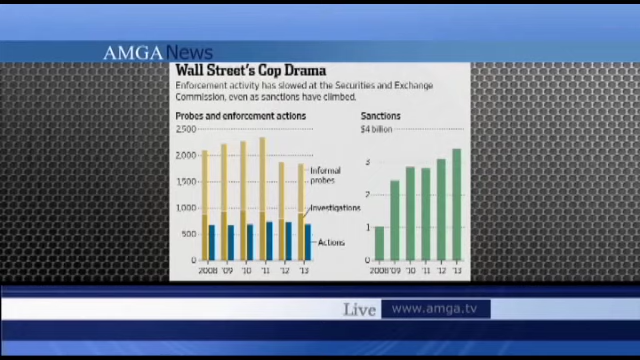 AMGA News
Wall Street's Cop Drama
Enforcement activity has slowed at the Securities and Exchange
Commission, even as sanctions have climbed.
Probes and enforcement actions
2,500
2,000
1,500
1,000
500
0
2008 '09 '10 '11 '12 '13
Informal
probes
Investigations
Actions
Sanctions
$4 billion
3
2
1
0
2008 '09 '10 '11 '12 '13
Live www.amga.tv